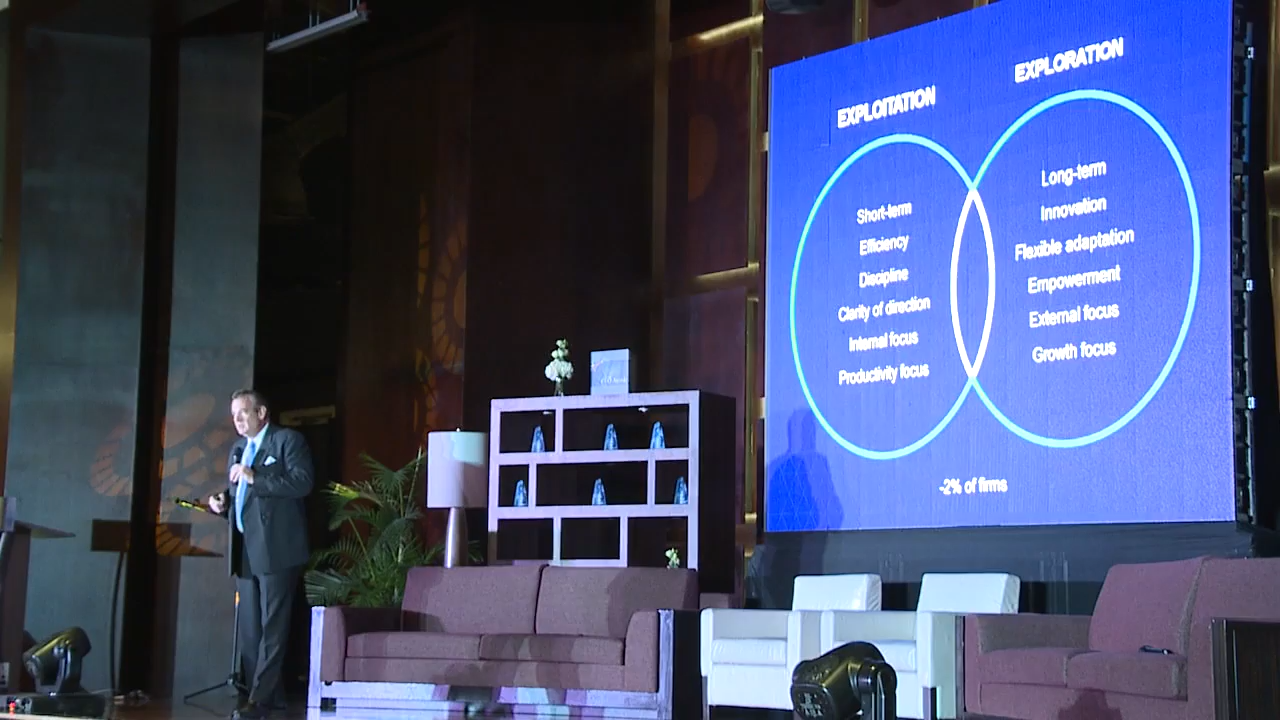 EXPLOITATION
Short-term
Efficiency
Discipline
Clarity of direction
Internal focus
Productivity focus
EXPLORATION
Long-term
Innovation
Flexible adaptation
Empowerment
External focus
Growth focus
~2% of firms